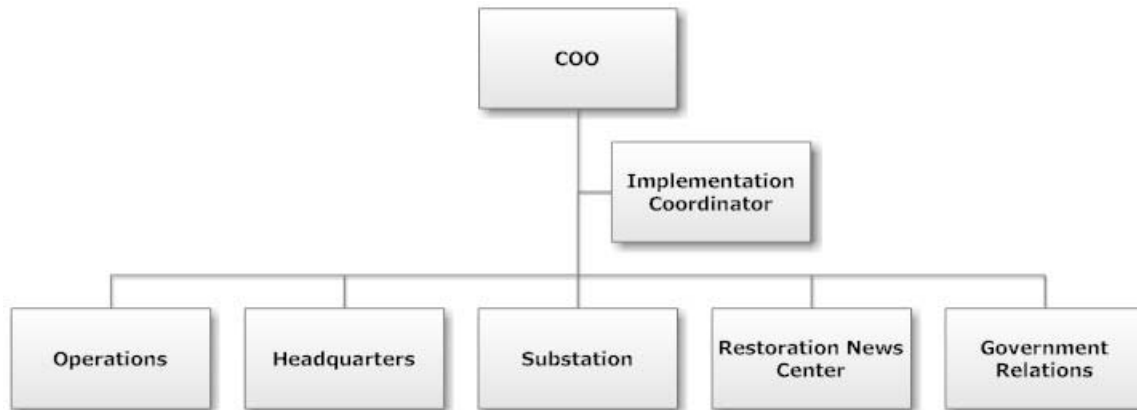 COO
Implementation
Coordinator
Operations
Headquarters
Substation
Restoration News
Center
Government
Relations